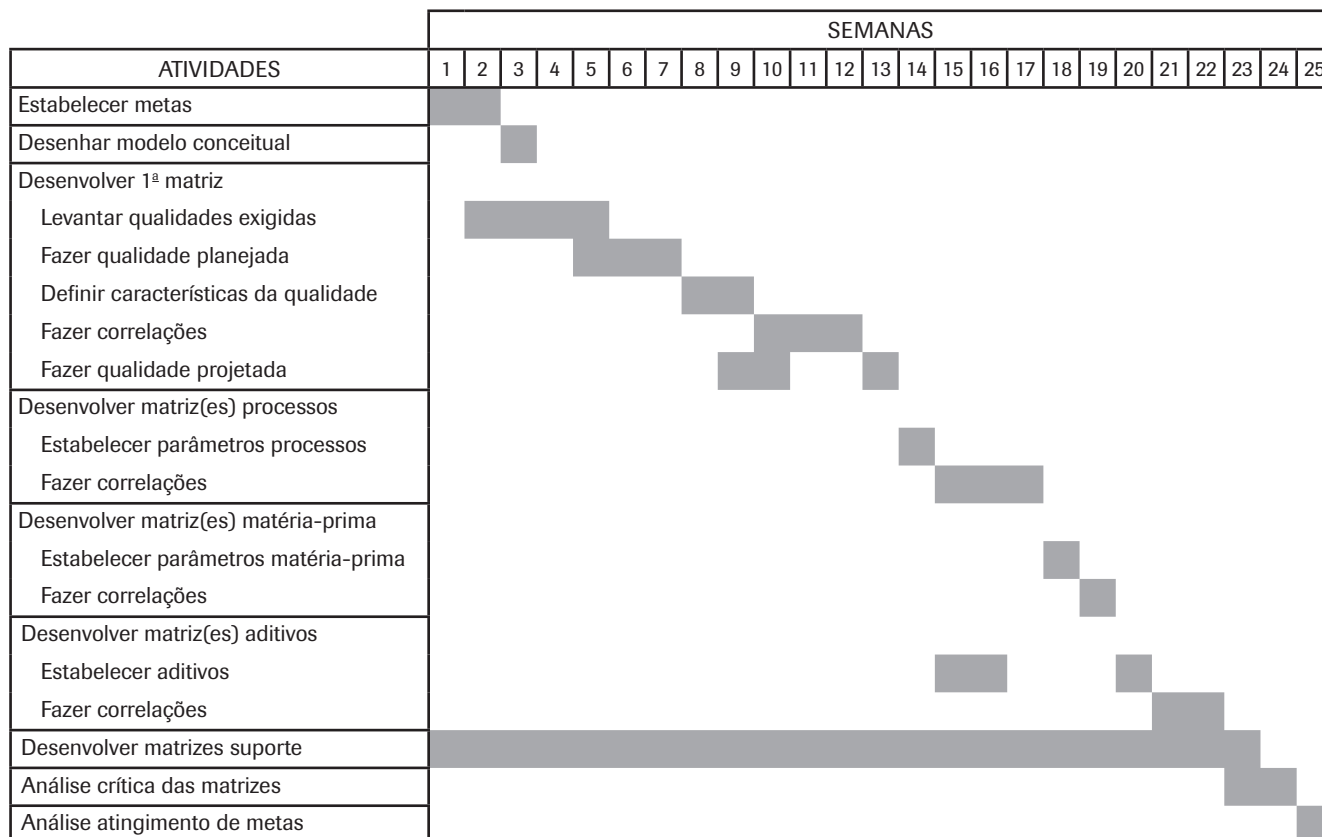 SEMANAS
ATIVIDADES 1 2 3 4 5 6 7 8 9 10 11 12 13 14 15 16 17 18 19 20 21 22 23 24 25
Estabelecer metas
Desenhar modelo conceitual
Desenvolver 1ª matriz
Levantar qualidades exigidas
Fazer qualidade planejada
Definir características da qualidade
Fazer correlações
Fazer qualidade projetada
Desenvolver matriz(es) processos
Estabelecer parâmetros processos
Fazer correlações
Desenvolver matriz(es) matéria-prima
Estabelecer parâmetros matéria-prima
Fazer correlações
Desenvolver matriz(es) aditivos
Estabelecer aditivos
Fazer correlações
Desenvolver matrizes suporte
Análise crítica das matrizes
Análise atingimento de metas